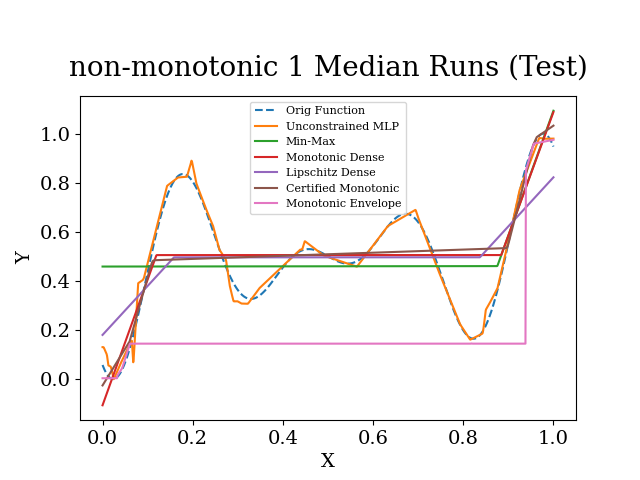 non-monotonic 1 Median Runs (Test)
Orig Function
Unconstrained MLP
Min-Max
Monotonic Dense
Lipschitz Dense
Certified Monotonic
Monotonic Envelope
Y
1.0
0.8
0.6
0.4
0.2
0.0
0.0 0.2 0.4 0.6 0.8 1.0
X